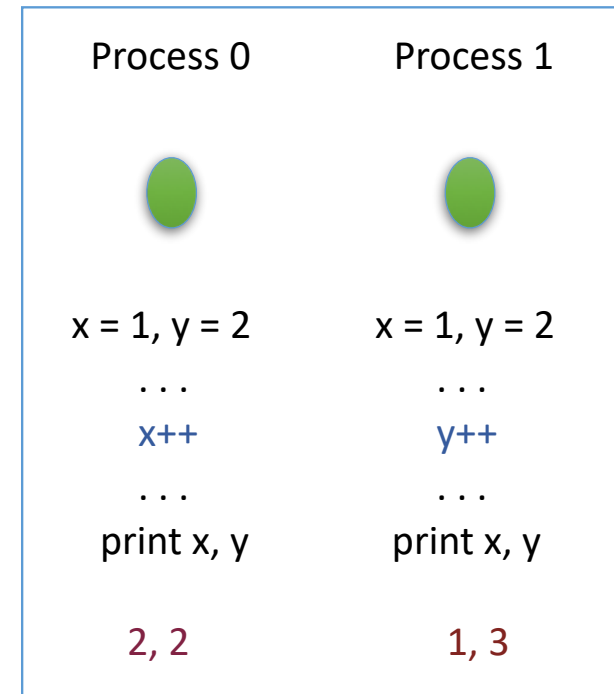 Process 0 Process 1
x = 1, y = 2 x = 1, y = 2
. . . . . .
x++ y++
. . . . . .
print x, y print x, y
2, 2 1, 3